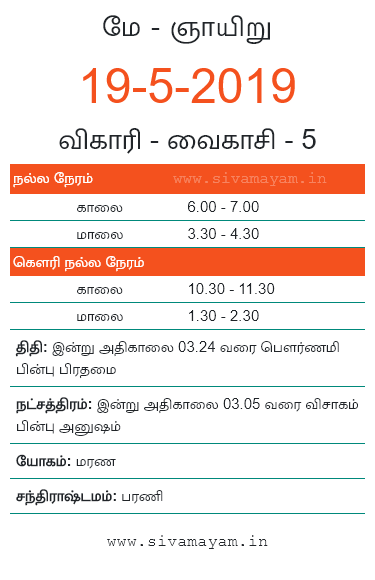 மே - ஞாயிறு
19-5-2019
விகாரி - வைகாசி - 5
நல்ல நேரம் www.sivamayam.in
காலை 6.00 - 7.00
மாலை 3.30 - 4.30
கௌரி நல்ல நேரம்
காலை 10.30 - 11.30
மாலை 1.30 - 2.30
திதி: இன்று அதிகாலை 03.24 வரை பௌர்ணமி
பின்பு பிரதமை
நட்சத்திரம்: இன்று அதிகாலை 03.05 வரை விசாகம்
பின்பு அனுஷம்
யோகம்: மரண
சந்திராஷ்டமம்: பரணி
www.sivamayam.in